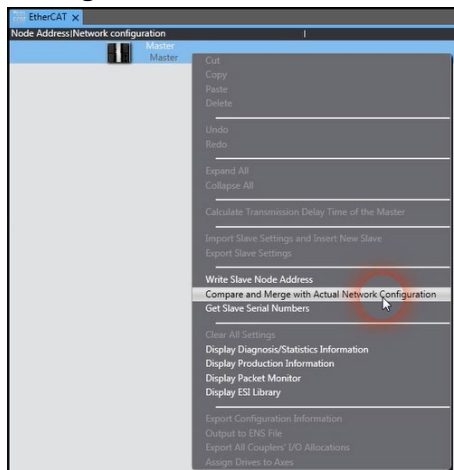 EtherCAT ×
Node Address|Network configuration
Master
Master
Cut
Copy
Paste
Delete
Undo
Redo
Expand All
Collapse All
Calculate Transmission Delay Time of the Master
Import Slave Settings and Insert New Slave
Export Slave Settings
Write Slave Node Address
Compare and Merge with Actual Network Configuration
Get Slave Serial Numbers
Clear All Settings
Display Diagnosis/Statistics Information
Display Production Information
Display Packet Monitor
Display ESI Library
Export Configuration Information
Output to ENS File
Export All Couplers' I/O Allocations
Assign Drives to Axes